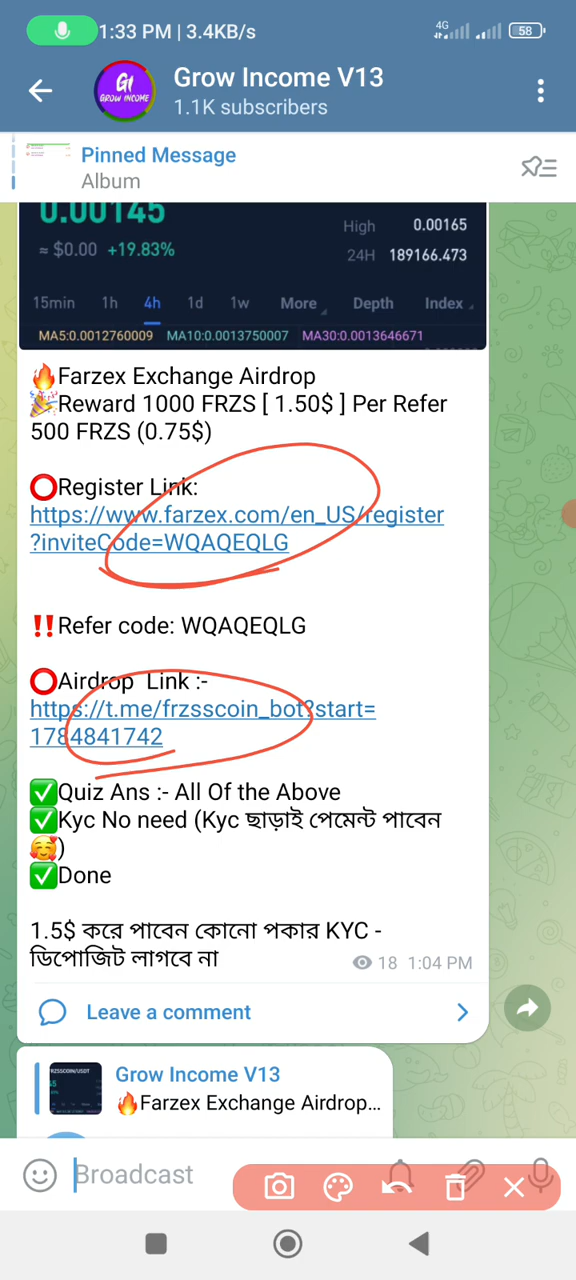 1:33 PM | 3.4KB/s
4G
58
GI
GROW INCOME
Grow Income V13
1.1K subscribers
Pinned Message
Album
0.00145
High 0.00165
≈ $0.00 +19.83%
24H 189166.473
15min 1h 4h 1d 1w More Depth Index
MA5:0.0012760009 MA10:0.0013750007 MA30:0.0013646671
🔥Farzex Exchange Airdrop
🎉Reward 1000 FRZS [ 1.50$ ] Per Refer
500 FRZS (0.75$)
⭕Register Link:
https://www.farzex.com/en_US/register
?inviteCode=WQAQEQLG
‼️Refer code: WQAQEQLG
⭕Airdrop Link :-
https://t.me/frzsscoin_bot?start=
1784841742
✅Quiz Ans :- All Of the Above
✅Kyc No need (Kyc ছাড়াই পেমেন্ট পাবেন
🥰)
✅Done
1.5$ করে পাবেন কোনো পকার KYC -
ডিপোজিট লাগবে না
18 1:04 PM
Leave a comment
Grow Income V13
🔥Farzex Exchange Airdrop...
Broadcast